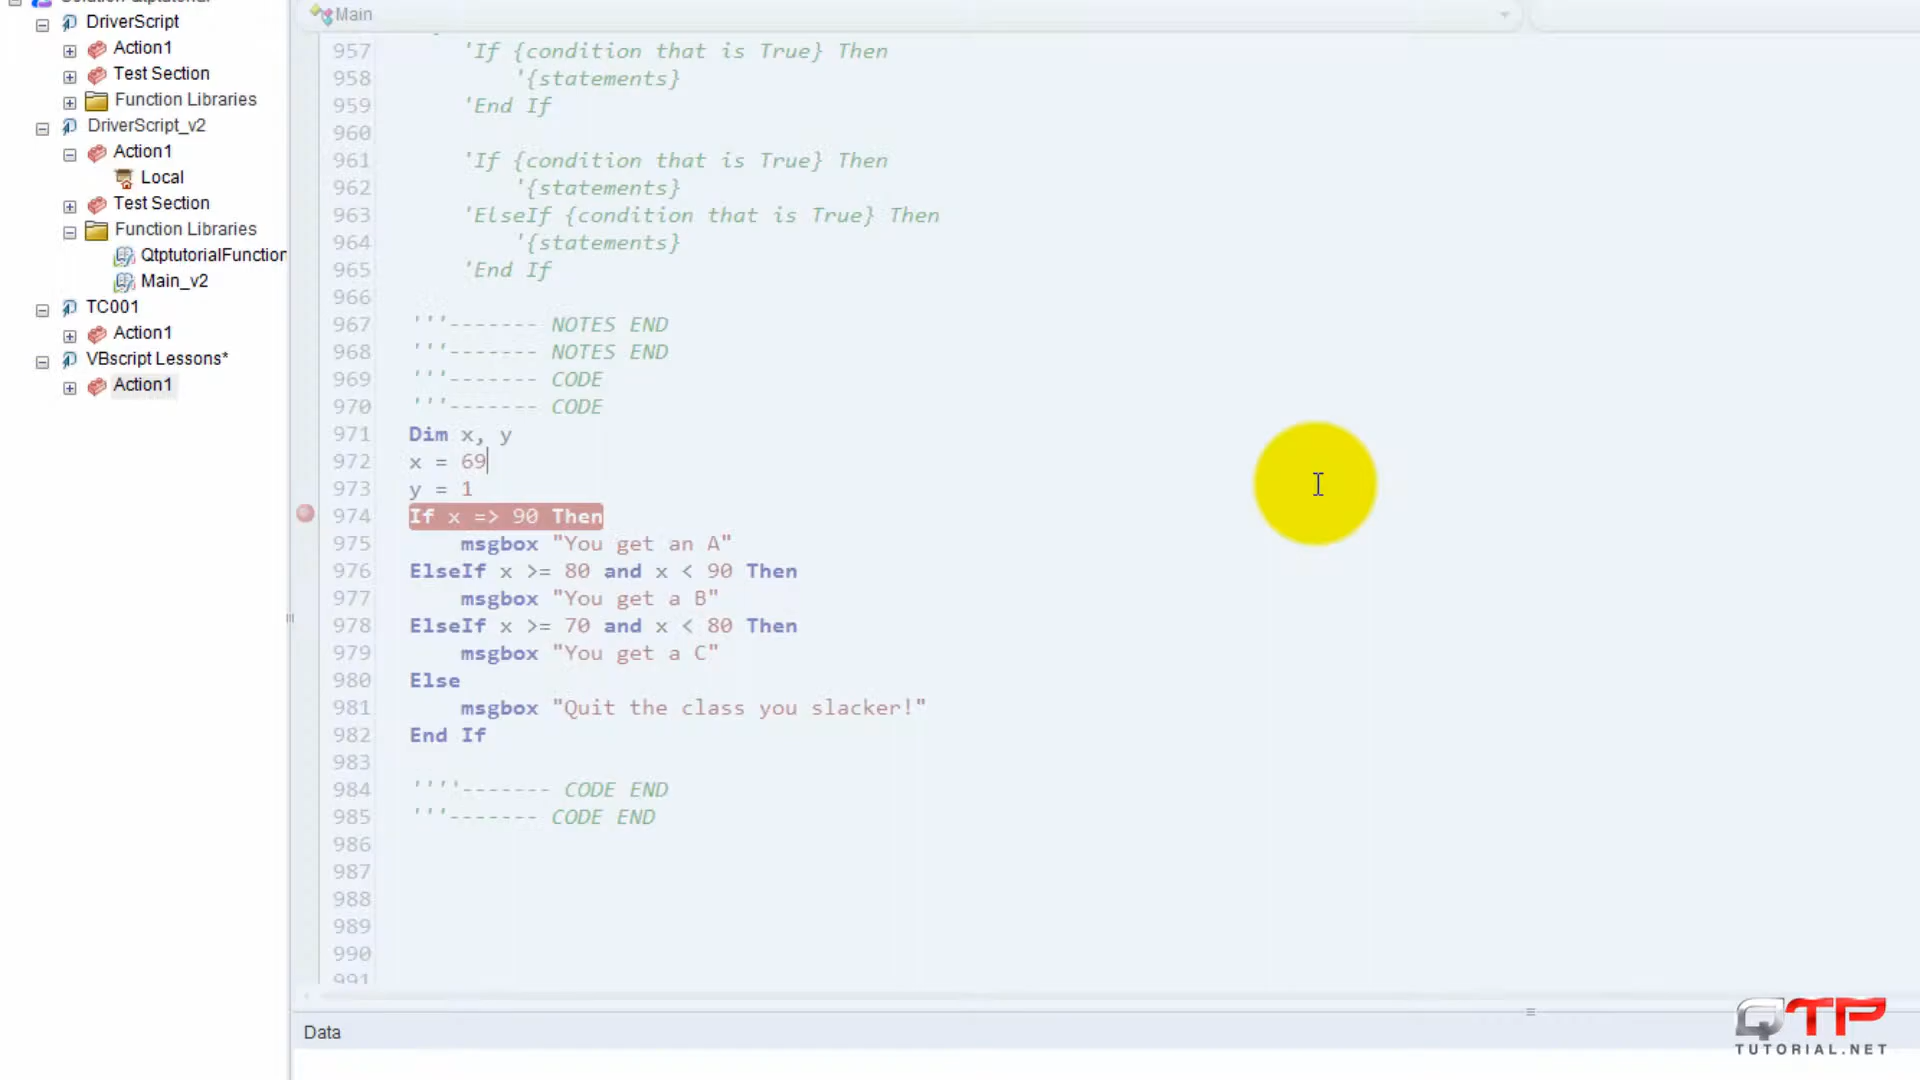 DriverScript
Action1
Test Section
Function Libraries
DriverScript_v2
Action1
Local
Test Section
Function Libraries
QtptutorialFunction
Main_v2
TC001
Action1
VBscript Lessons*
Action1
Main
957 'If {condition that is True} Then
958 '{statements}
959 'End If
960
961 'If {condition that is True} Then
962 '{statements}
963 'ElseIf {condition that is True} Then
964 '{statements}
965 'End If
966
967 '''------- NOTES END
968 '''------- NOTES END
969 '''------- CODE
970 '''------- CODE
971 Dim x, y
972 x = 69
973 y = 1
974 If x => 90 Then
975 msgbox "You get an A"
976 ElseIf x >= 80 and x < 90 Then
977 msgbox "You get a B"
978 ElseIf x >= 70 and x < 80 Then
979 msgbox "You get a C"
980 Else
981 msgbox "Quit the class you slacker!"
982 End If
983
984 ''''------- CODE END
985 '''------- CODE END
986
987
988
989
990
991
Data
QTP
TUTORIAL.NET